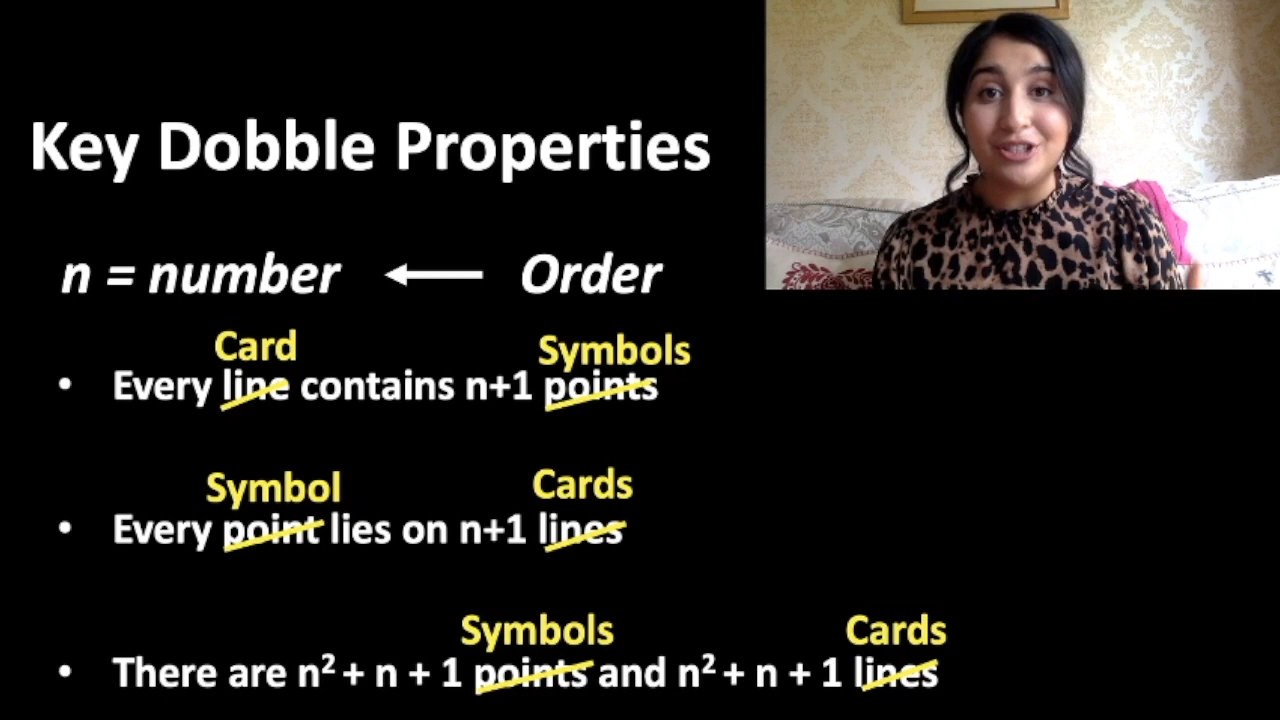 Key Dobble Properties
n = number ← Order
Card Symbols
• Every line contains n+1 points
Symbol Cards
• Every point lies on n+1 lines
Symbols Cards
• There are n² + n + 1 points and n² + n + 1 lines